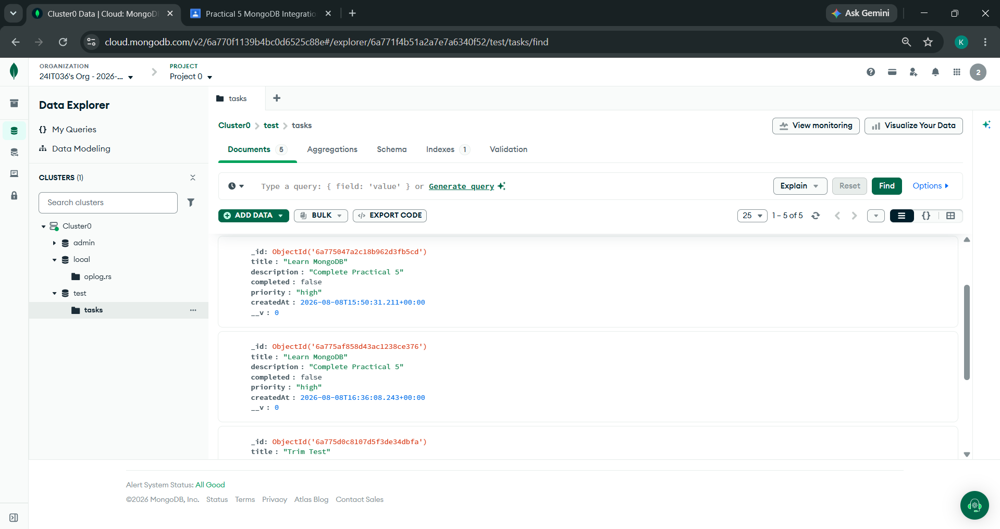 Cluster0 Data | Cloud: MongoD
Practical 5 MongoDB Integratio
Ask Gemini
cloud.mongodb.com/v2/6a770f1139b4bc0d6525c88e#/explorer/6a771f4b51a2a7e7a6340f52/test/tasks/find
K
ORGANIZATION
24IT036's Org - 2026-...
PROJECT
Project 0
2
Data Explorer
My Queries
Data Modeling
CLUSTERS (1)
Search clusters
Cluster0
admin
local
oplog.rs
test
tasks
tasks
Cluster0 > test > tasks
View monitoring
Visualize Your Data
Documents 5
Aggregations
Schema
Indexes 1
Validation
Type a query: { field: 'value' } or Generate query
Explain
Reset
Find
Options
ADD DATA
BULK
EXPORT CODE
25
1 – 5 of 5
_id: ObjectId('6a775047a2c18b962d3fb5cd')
title : "Learn MongoDB"
description : "Complete Practical 5"
completed : false
priority : "high"
createdAt : 2026-08-08T15:50:31.211+00:00
__v : 0
_id: ObjectId('6a775af858d43ac1238ce376')
title : "Learn MongoDB"
description : "Complete Practical 5"
completed : false
priority : "high"
createdAt : 2026-08-08T16:36:08.243+00:00
__v : 0
_id: ObjectId('6a775d0c8107d5f3de34dbfa')
title : "Trim Test"
Alert System Status: All Good
©2026 MongoDB, Inc. Status Terms Privacy Atlas Blog Contact Sales